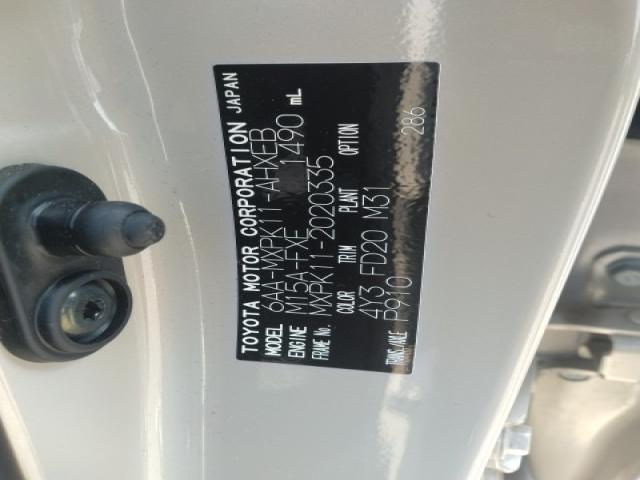 TOYOTA MOTOR CORPORATION JAPAN
MODEL 6AA-MXPK11-AHXEB
ENGINE M15A-FXE 1490 mL
FRAME No. MXPK11-2020335
COLOR TRIM PLANT OPTION
4Y3 FD20 M31
TRANS./AXLE P910 286